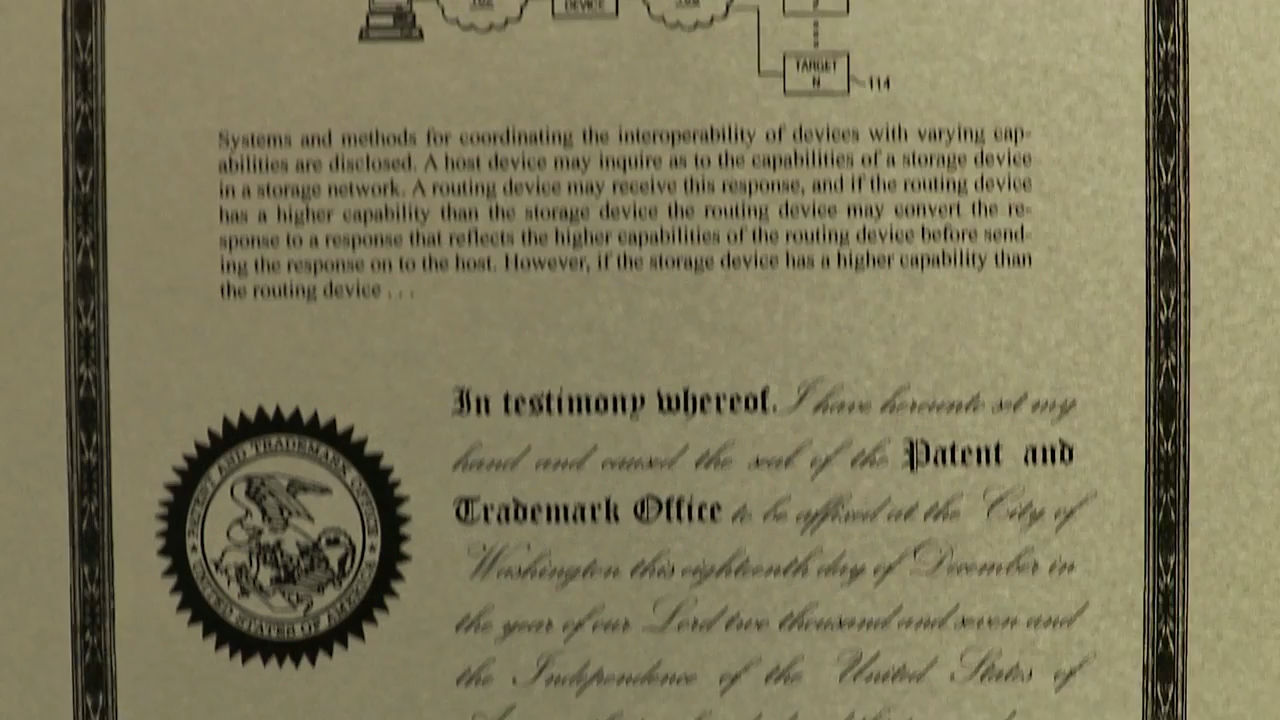 DEVICE
TARGET
N
114
Systems and methods for coordinating the interoperability of devices with varying cap-
abilities are disclosed. A host device may inquire as to the capabilities of a storage device
in a storage network. A routing device may receive this response, and if the routing device
has a higher capability than the storage device the routing device may convert the re-
sponse to a response that reflects the higher capabilities of the routing device before send-
ing the response on to the host. However, if the storage device has a higher capability than
the routing device . . .
In testimony whereof, I have hereunto set my
hand and caused the seal of the Patent and
Trademark Office to be affixed at the City of
Washington this eighteenth day of December in
the year of our Lord two thousand and seven and
the Independence of the United States of
PATENT AND TRADEMARK OFFICE
UNITED STATES OF AMERICA